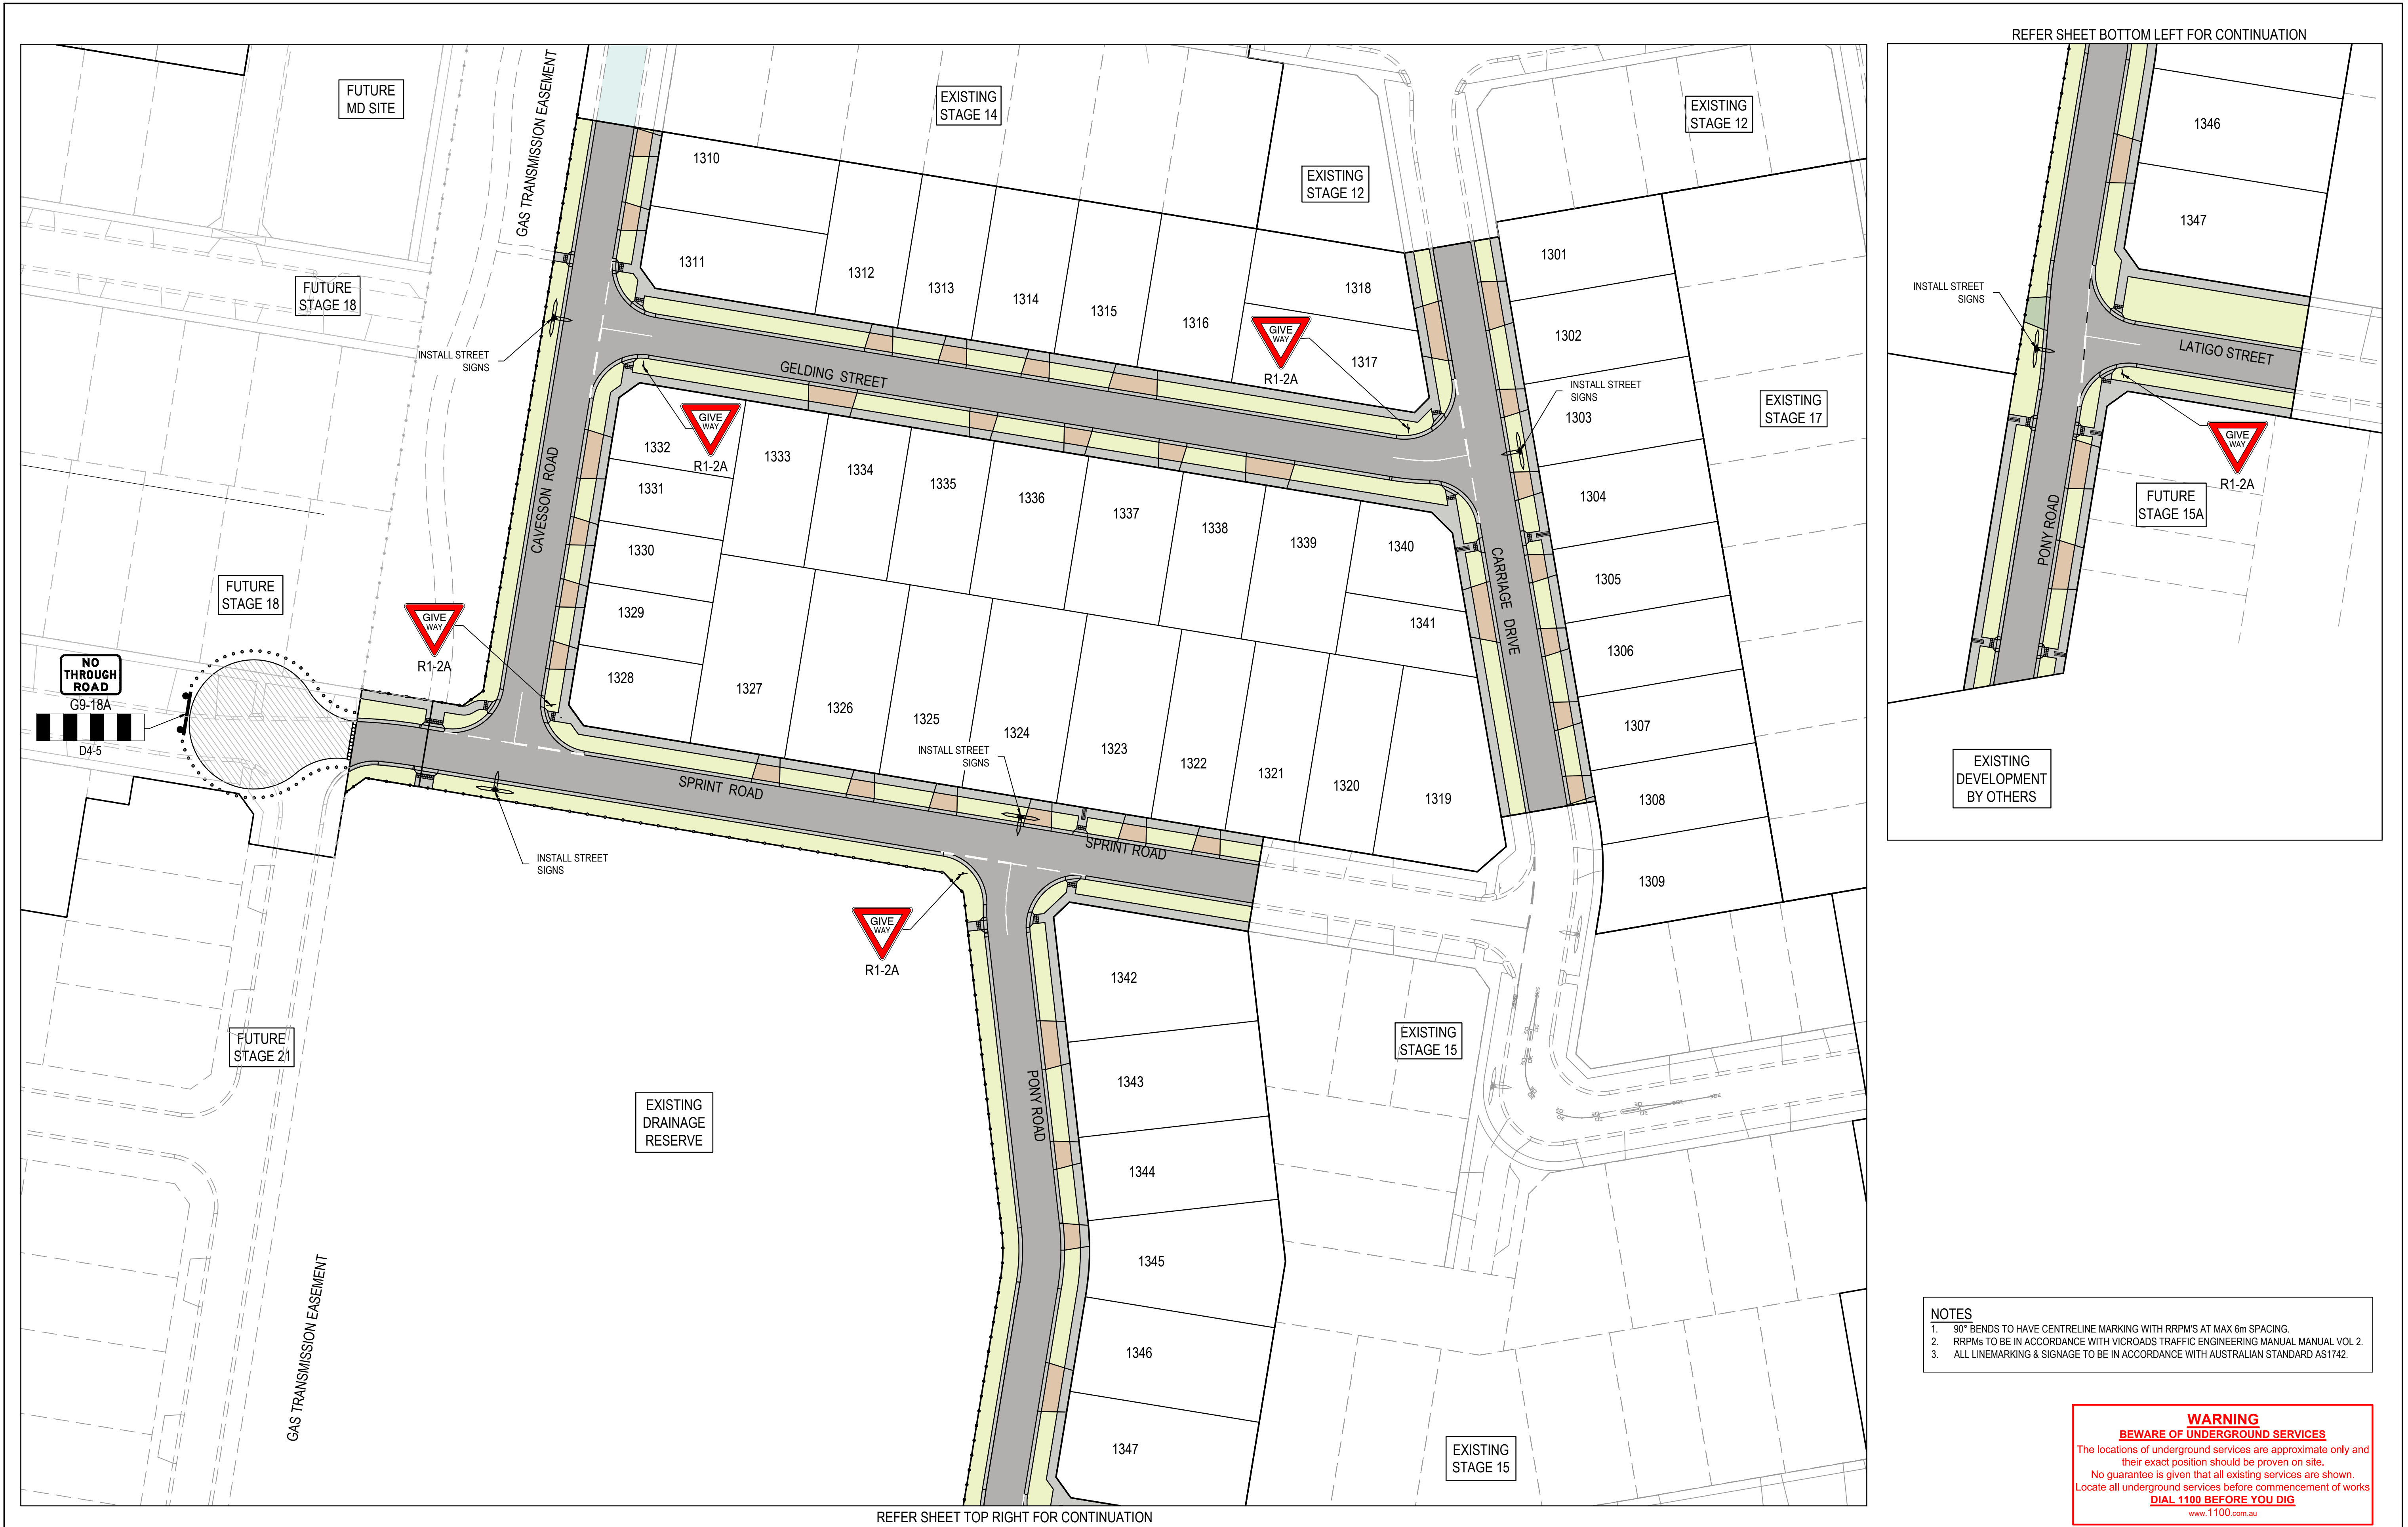 REFER SHEET BOTTOM LEFT FOR CONTINUATION
FUTURE
MD SITE
GAS TRANSMISSION EASEMENT
EXISTING
STAGE 14
EXISTING
STAGE 12
EXISTING
STAGE 12
1310
1311
1312
1313
1314
1315
1316
1318
1317
GIVE
WAY
R1-2A
1301
1302
INSTALL STREET
SIGNS
1303
EXISTING
STAGE 17
1304
1305
1306
1307
1308
1309
FUTURE
STAGE 18
INSTALL STREET
SIGNS
GELDING STREET
GIVE
WAY
R1-2A
1332
1331
1330
1329
1328
1333
1334
1335
1336
1337
1338
1339
1340
1341
CAVESSON ROAD
CARRIAGE DRIVE
FUTURE
STAGE 18
GIVE
WAY
R1-2A
NO
THROUGH
ROAD
G9-18A
D4-5
1327
1326
1325
1324
1323
1322
1321
1320
1319
INSTALL STREET
SIGNS
SPRINT ROAD
SPRINT ROAD
INSTALL STREET
SIGNS
GIVE
WAY
R1-2A
1342
1343
1344
1345
1346
1347
PONY ROAD
FUTURE
STAGE 21
EXISTING
DRAINAGE
RESERVE
EXISTING
STAGE 15
GAS TRANSMISSION EASEMENT
EXISTING
STAGE 15
REFER SHEET TOP RIGHT FOR CONTINUATION
1346
1347
INSTALL STREET
SIGNS
LATIGO STREET
GIVE
WAY
R1-2A
FUTURE
STAGE 15A
PONY ROAD
EXISTING
DEVELOPMENT
BY OTHERS
NOTES
1. 90° BENDS TO HAVE CENTRELINE MARKING WITH RRPM'S AT MAX 6m SPACING.
2. RRPMs TO BE IN ACCORDANCE WITH VICROADS TRAFFIC ENGINEERING MANUAL MANUAL VOL 2.
3. ALL LINEMARKING & SIGNAGE TO BE IN ACCORDANCE WITH AUSTRALIAN STANDARD AS1742.
WARNING
BEWARE OF UNDERGROUND SERVICES
The locations of underground services are approximate only and
their exact position should be proven on site.
No guarantee is given that all existing services are shown.
Locate all underground services before commencement of works
DIAL 1100 BEFORE YOU DIG
www.1100.com.au